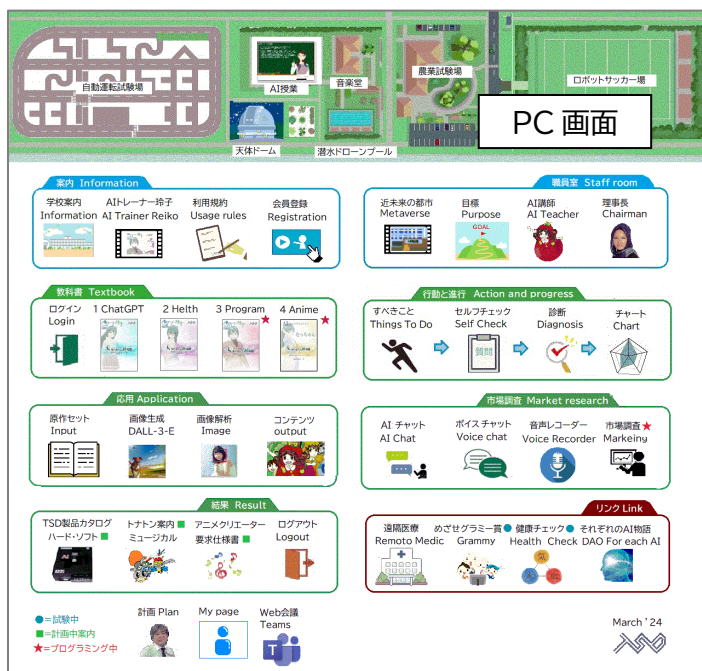 自動運転試験場
AI授業
音楽堂
農業試験場
ロボットサッカー場
天体ドーム
潜水ドローンプール
PC 画面
案内 Information
学校案内
Information
AIトレーナー玲子
AI Trainer Reiko
利用規約
Usage rules
会員登録
Registration
職員室 Staff room
近未来の都市
Metaverse
目標
Purpose
GOAL
AI講師
AI Teacher
理事長
Chairman
教科書 Textbook
ログイン
Login
1 ChatGPT
2 Helth
3 Program
★
4 Anime
★
行動と進行 Action and progress
すべきこと
Things To Do
セルフチェック
Self Check
質問
診断
Diagnosis
チャート
Chart
応用 Application
原作セット
Input
画像生成
DALL-3-E
画像解析
Image
コンテンツ
output
市場調査 Market research
AI チャット
AI Chat
ボイス チャット
Voice chat
音声レコーダー
Voice Recorder
市場調査★
Markeiny
結果 Result
TSD製品カタログ
ハード・ソフト■
トナトン案内■
ミュージカル
アニメクリエーター
要求仕様書■
ログアウト
Logout
リンク Link
遠隔医療
Remoto Medic
めざせグラミー賞●
Grammy
健康チェック●
Health Check
それぞれのAI物語
DAO For each AI
●=試験中
■=計画中案内
★=プログラミング中
計画 Plan
My page
Web会議
Teams
March '24